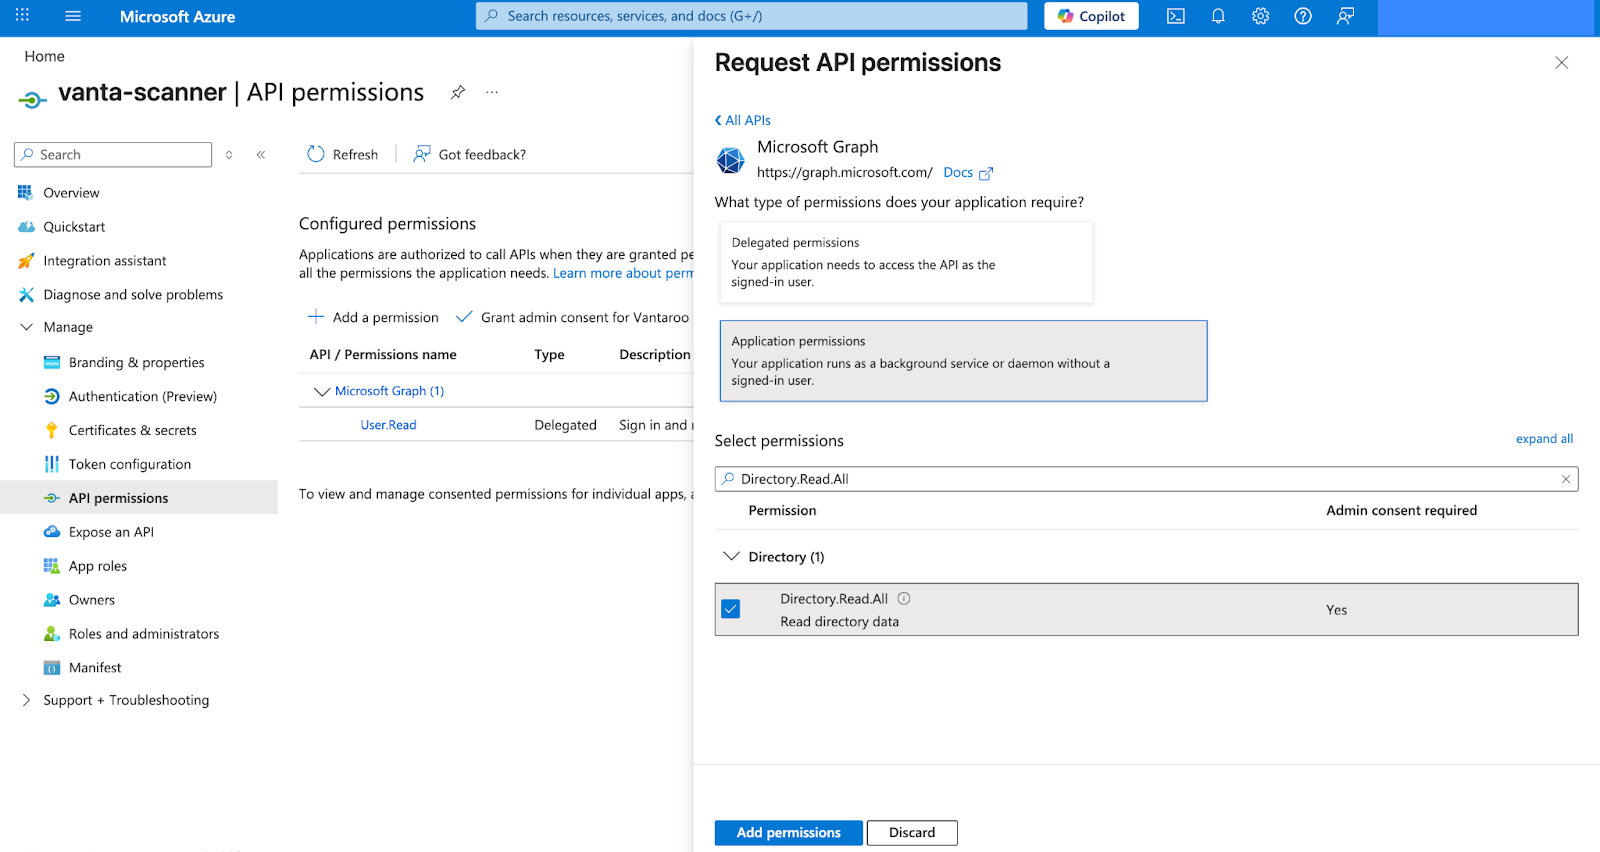 Microsoft Azure
Search resources, services, and docs (G+/)
Copilot
Home
vanta-scanner | API permissions
Search
Refresh
Got feedback?
Overview
Quickstart
Integration assistant
Diagnose and solve problems
Manage
Branding & properties
Authentication (Preview)
Certificates & secrets
Token configuration
API permissions
Expose an API
App roles
Owners
Roles and administrators
Manifest
Support + Troubleshooting
Configured permissions
Applications are authorized to call APIs when they are granted pe
all the permissions the application needs. Learn more about perm
Add a permission
Grant admin consent for Vantaroo
API / Permissions name
Type
Description
Microsoft Graph (1)
User.Read
Delegated
Sign in and
To view and manage consented permissions for individual apps,
Request API permissions
All APIs
Microsoft Graph
https://graph.microsoft.com/ Docs
What type of permissions does your application require?
Delegated permissions
Your application needs to access the API as the
signed-in user.
Application permissions
Your application runs as a background service or daemon without a
signed-in user.
Select permissions
expand all
Directory.Read.All
Permission
Admin consent required
Directory (1)
Directory.Read.All
Read directory data
Yes
Add permissions
Discard